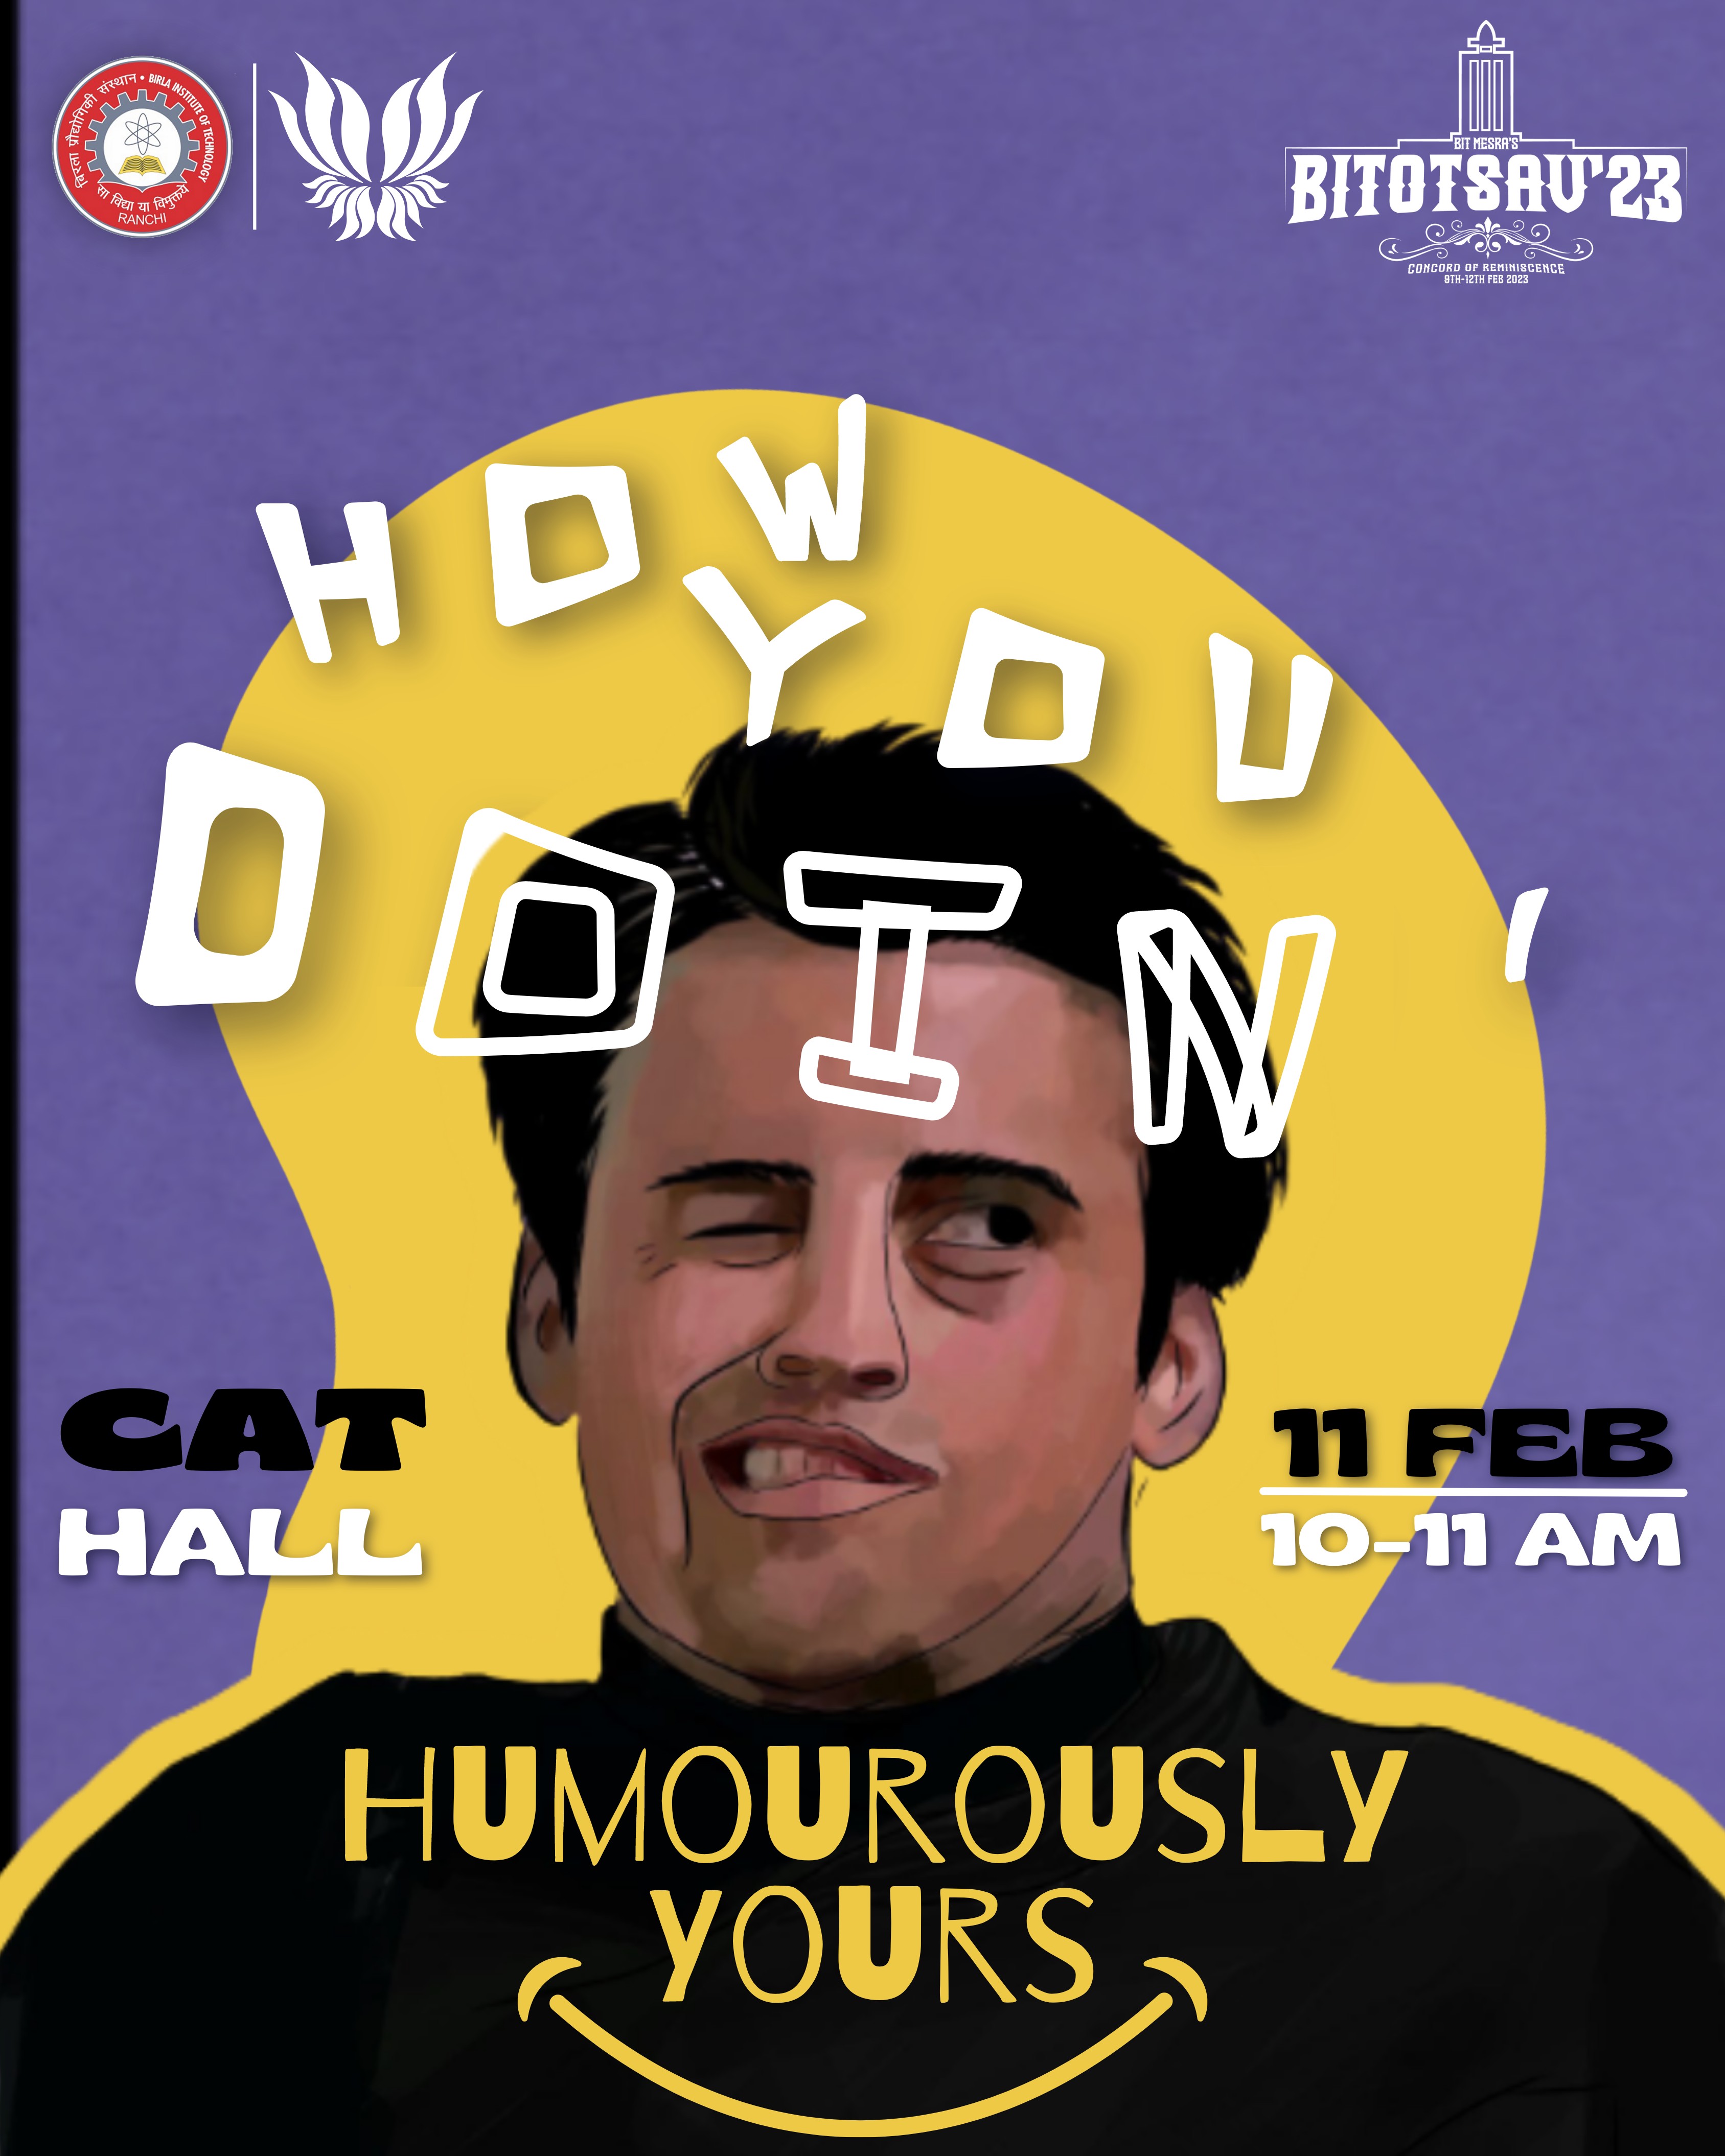 बिरला प्रौद्योगिकी संस्थान • BIRLA INSTITUTE OF TECHNOLOGY
सा विद्या या विमुक्तये
RANCHI
BIT MESRA'S
BITOTSAV'23
CONCORD OF REMINISCENCE
9TH-12TH FEB 2023
HOW
YOU
DOIN'
CAT
HALL
11 FEB
10-11 AM
HUMOUROUSLY
YOURS